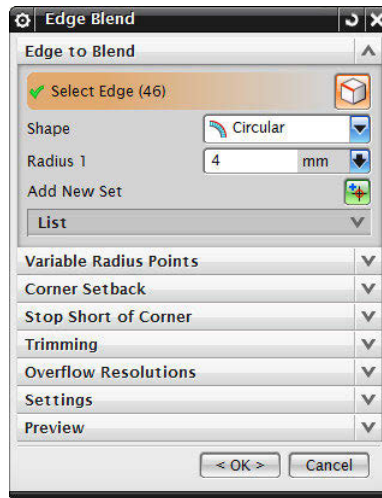 Edge Blend
Edge to Blend
Select Edge (46)
Shape Circular
Radius 1 4 mm
Add New Set
List
Variable Radius Points
Corner Setback
Stop Short of Corner
Trimming
Overflow Resolutions
Settings
Preview
< OK > Cancel